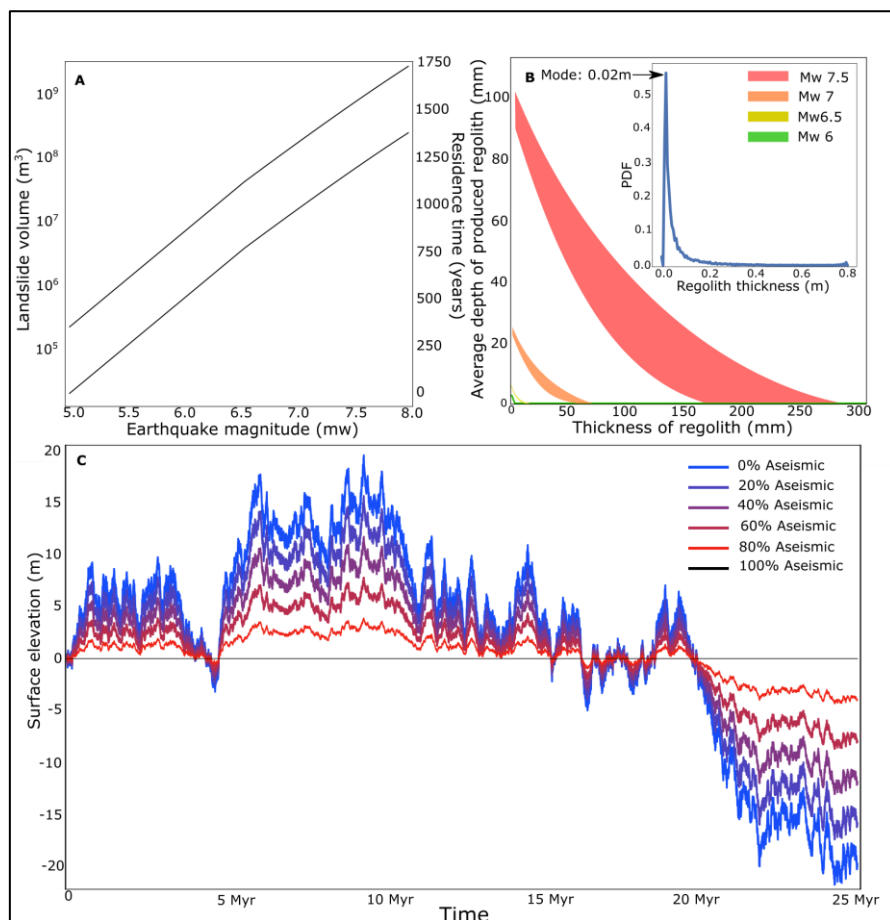 A
Landslide volume (m³)
10⁹
10⁸
10⁷
10⁶
10⁵
5.0 5.5 6.0 6.5 7.0 7.5 8.0
Earthquake magnitude (mw)
1750
1500
1375
1000
750
500
250
0
Residence time (years)
B
Mode: 0.02m
Average depth of produced regolith (mm)
100
80
60
40
20
0
0 50 100 150 200 250 300
Thickness of regolith (mm)
Mw 7.5
Mw 7
Mw6.5
Mw 6
PDF
0.5
0.4
0.3
0.2
0.1
0.0
0.0 0.2 0.4 0.6 0.8
Regolith thickness (m)
C
Surface elevation (m)
20
15
10
5
0
-5
-10
-15
-20
0% Aseismic
20% Aseismic
40% Aseismic
60% Aseismic
80% Aseismic
100% Aseismic
0 5 Myr 10 Myr 15 Myr 20 Myr 25 Myr
Time